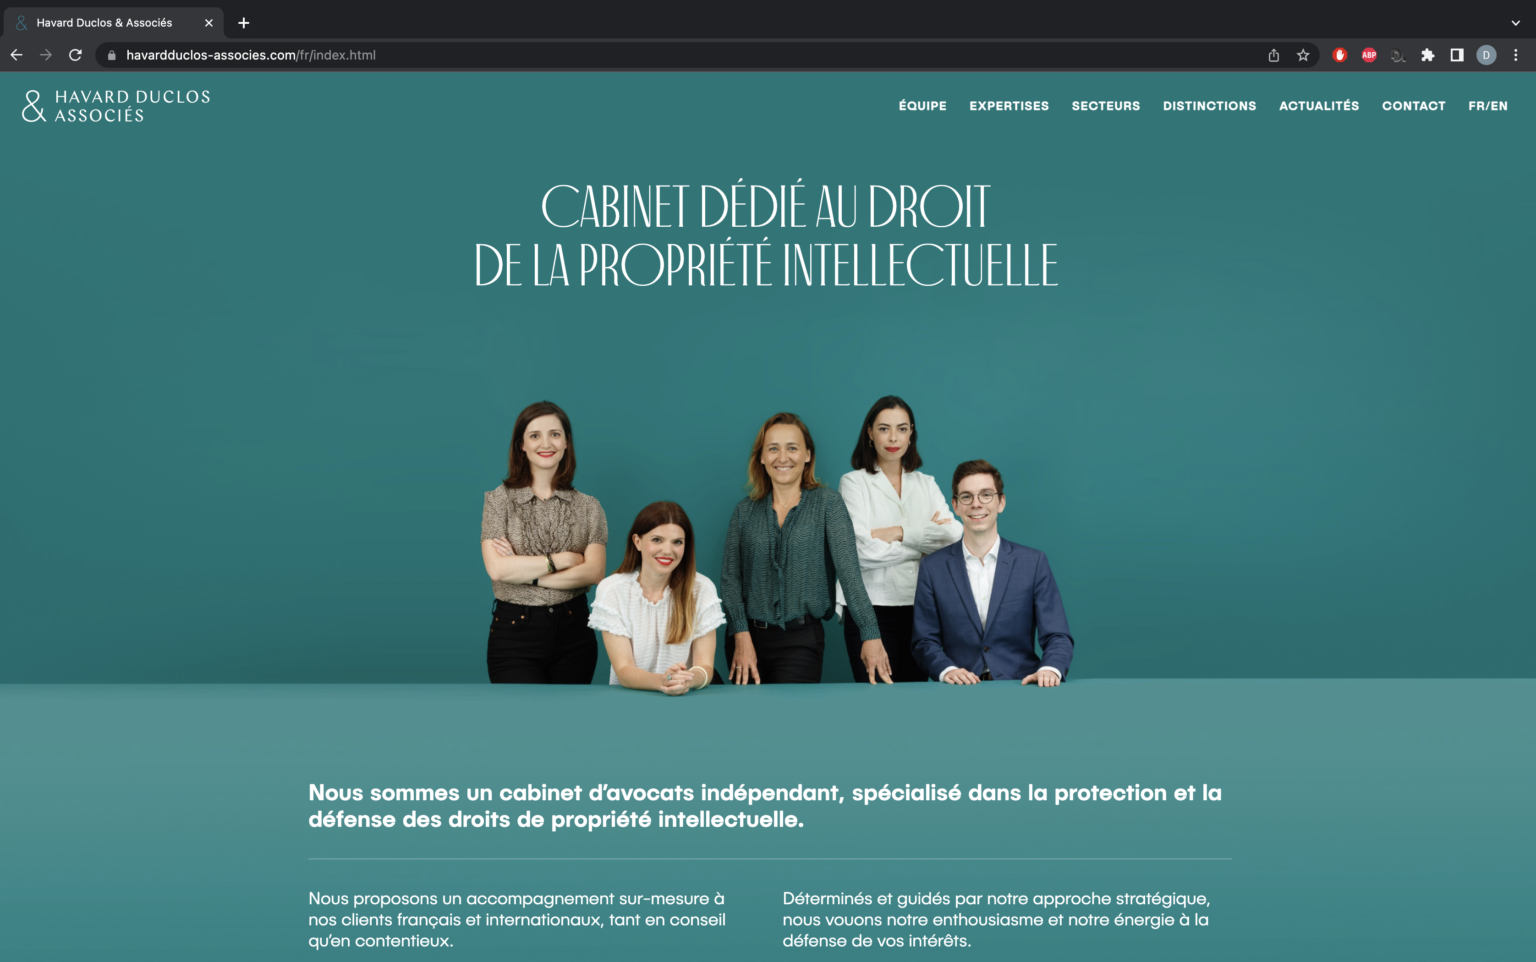 Havard Duclos & Associés
havardduclos-associes.com/fr/index.html
ABP
D
& HAVARD DUCLOS
ASSOCIÉS
ÉQUIPE EXPERTISES SECTEURS DISTINCTIONS ACTUALITÉS CONTACT FR/EN
CABINET DÉDIÉ AU DROIT
DE LA PROPRIÉTÉ INTELLECTUELLE
Nous sommes un cabinet d’avocats indépendant, spécialisé dans la protection et la
défense des droits de propriété intellectuelle.
Nous proposons un accompagnement sur-mesure à
nos clients français et internationaux, tant en conseil
qu’en contentieux.
Déterminés et guidés par notre approche stratégique,
nous vouons notre enthousiasme et notre énergie à la
défense de vos intérêts.